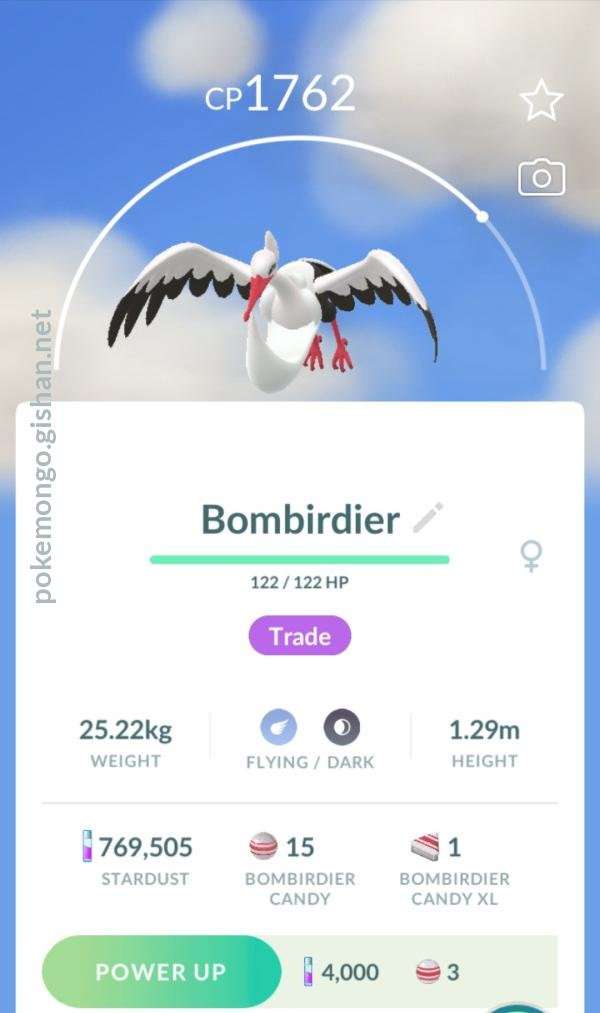 CP1762
pokemongo.gishan.net
Bombirdier
122 / 122 HP
Trade
25.22kg
WEIGHT
FLYING / DARK
1.29m
HEIGHT
769,505
STARDUST
15
BOMBIRDIER
CANDY
1
BOMBIRDIER
CANDY XL
POWER UP
4,000
3